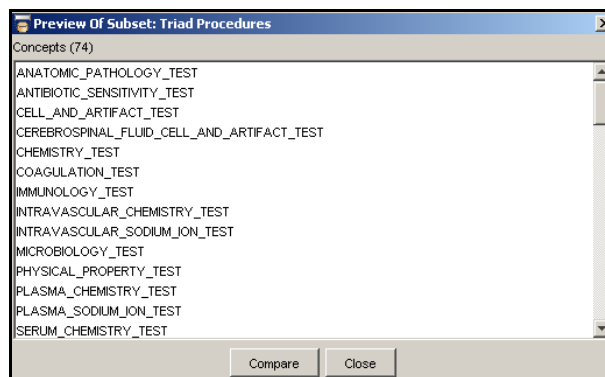 Preview Of Subset: Triad Procedures
Concepts (74)
ANATOMIC_PATHOLOGY_TEST
ANTIBIOTIC_SENSITIVITY_TEST
CELL_AND_ARTIFACT_TEST
CEREBROSPINAL_FLUID_CELL_AND_ARTIFACT_TEST
CHEMISTRY_TEST
COAGULATION_TEST
IMMUNOLOGY_TEST
INTRAVASCULAR_CHEMISTRY_TEST
INTRAVASCULAR_SODIUM_ION_TEST
MICROBIOLOGY_TEST
PHYSICAL_PROPERTY_TEST
PLASMA_CHEMISTRY_TEST
PLASMA_SODIUM_ION_TEST
SERUM_CHEMISTRY_TEST
Compare Close